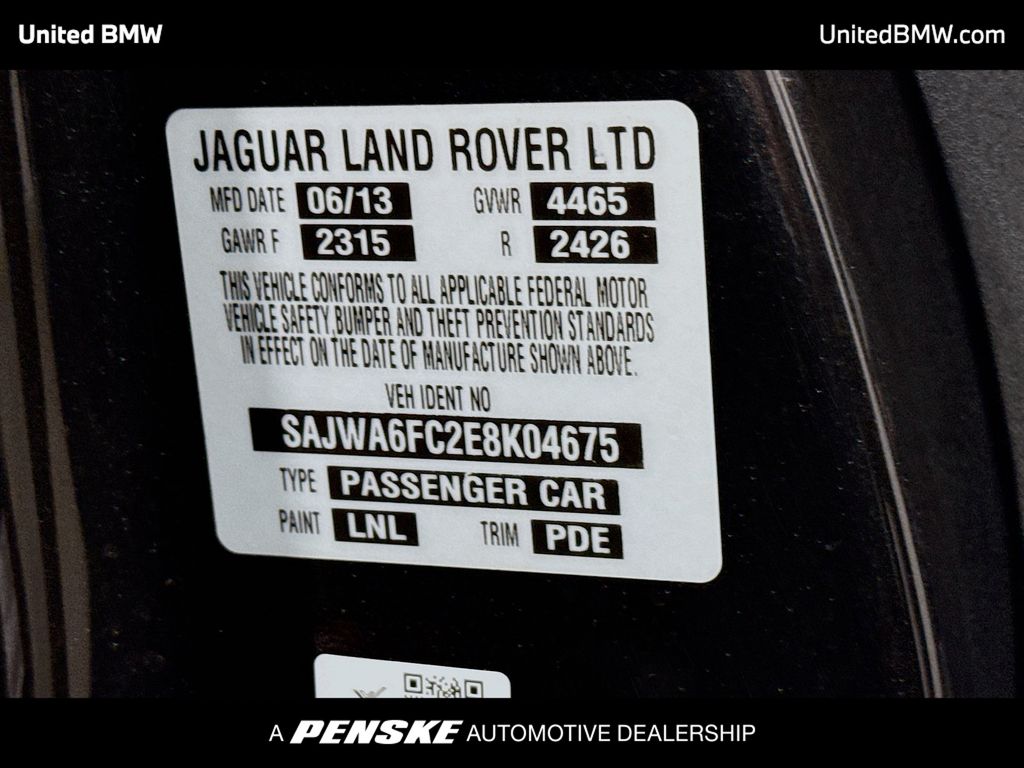 United BMW
UnitedBMW.com
JAGUAR LAND ROVER LTD
MFD DATE 06/13 GVWR 4465
GAWR F 2315 R 2426
THIS VEHICLE CONFORMS TO ALL APPLICABLE FEDERAL MOTOR
VEHICLE SAFETY,BUMPER AND THEFT PREVENTION STANDARDS
IN EFFECT ON THE DATE OF MANUFACTURE SHOWN ABOVE.
VEH IDENT NO
SAJWA6FC2E8K04675
TYPE PASSENGER CAR
PAINT LNL TRIM PDE
A PENSKE AUTOMOTIVE DEALERSHIP